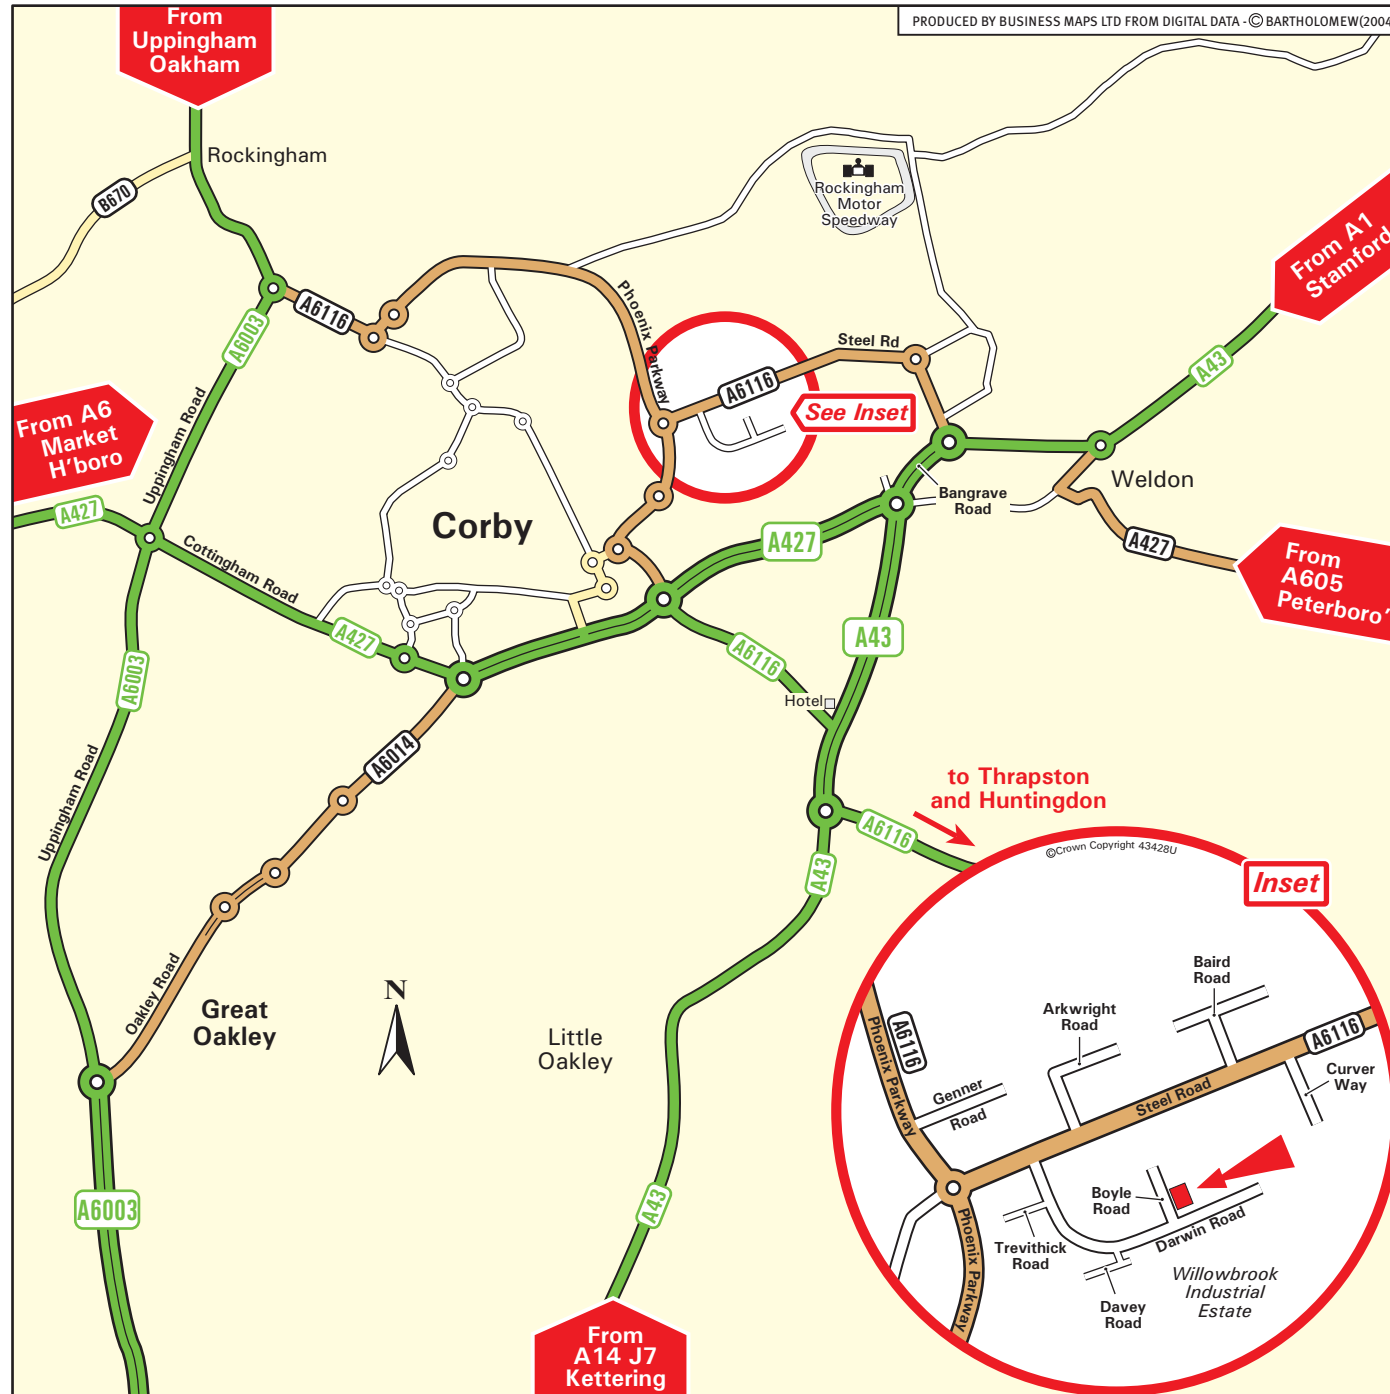 PRODUCED BY BUSINESS MAPS LTD FROM DIGITAL DATA - © BARTHOLOMEW(2004
From
Uppingham
Oakham
Rockingham
B670
Rockingham
Motor
Speedway
From A1
Stamford
A6116
A6003
Phoenix Parkway
Steel Rd
A6116
See Inset
A43
From A6
Market
H'boro
Uppingham Road
A427
Corby
Bangrave
Road
Weldon
A427
A427
From
A605
Peterboro'
Cottingham Road
A427
A6003
A6116
A43
Hotel
Uppingham Road
A6014
to Thrapston
and Huntingdon
A6116
A43
©Crown Copyright 43428U
Inset
Oakley Road
Great
Oakley
N
Little
Oakley
Baird
Road
Arkwright
Road
A6116
Phoenix Parkway
A6116
Genner
Road
Steel Road
Curver
Way
Boyle
Road
Darwin Road
Trevithick
Road
Phoenix Parkway
Davey
Road
Willowbrook
Industrial
Estate
A6003
A43
From
A14 J7
Kettering